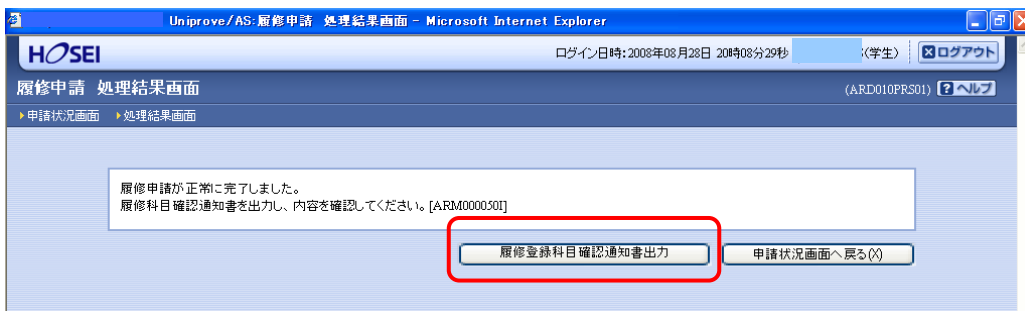 Uniprove/AS:履修申請 処理結果画面 - Microsoft Internet Explorer
HOSEI ログイン日時:2008年08月28日 20時08分29秒 (学生) ログアウト
履修申請 処理結果画面 (ARD010PRS01) ? ヘルプ
申請状況画面 処理結果画面
履修申請が正常に完了しました。
履修科目確認通知書を出力し、内容を確認してください。[ARM000050I]
履修登録科目確認通知書出力 申請状況画面へ戻る(X)